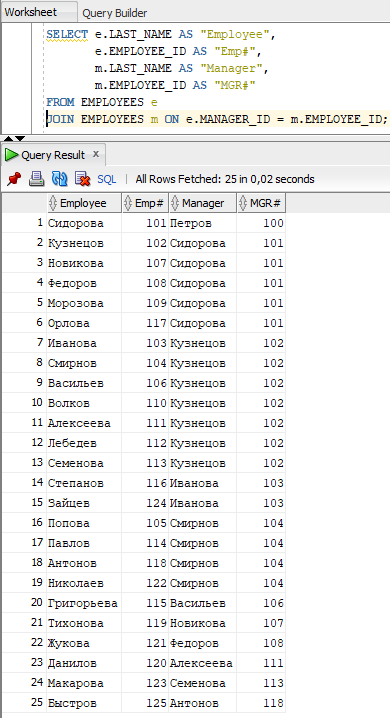 Worksheet Query Builder
SELECT e.LAST_NAME AS "Employee",
e.EMPLOYEE_ID AS "Emp#",
m.LAST_NAME AS "Manager",
m.EMPLOYEE_ID AS "MGR#"
FROM EMPLOYEES e
JOIN EMPLOYEES m ON e.MANAGER_ID = m.EMPLOYEE_ID;
Query Result x
SQL | All Rows Fetched: 25 in 0,02 seconds
Employee Emp# Manager MGR#
1 Сидорова 101 Петров 100
2 Кузнецов 102 Сидорова 101
3 Новикова 107 Сидорова 101
4 Федоров 108 Сидорова 101
5 Морозова 109 Сидорова 101
6 Орлова 117 Сидорова 101
7 Иванова 103 Кузнецов 102
8 Смирнов 104 Кузнецов 102
9 Васильев 106 Кузнецов 102
10 Волков 110 Кузнецов 102
11 Алексеева 111 Кузнецов 102
12 Лебедев 112 Кузнецов 102
13 Семенова 113 Кузнецов 102
14 Степанов 116 Иванова 103
15 Зайцев 124 Иванова 103
16 Попова 105 Смирнов 104
17 Павлов 114 Смирнов 104
18 Антонов 118 Смирнов 104
19 Николаев 122 Смирнов 104
20 Григорьева 115 Васильев 106
21 Тихонова 119 Новикова 107
22 Жукова 121 Федоров 108
23 Данилов 120 Алексеева 111
24 Макарова 123 Семенова 113
25 Быстров 125 Антонов 118